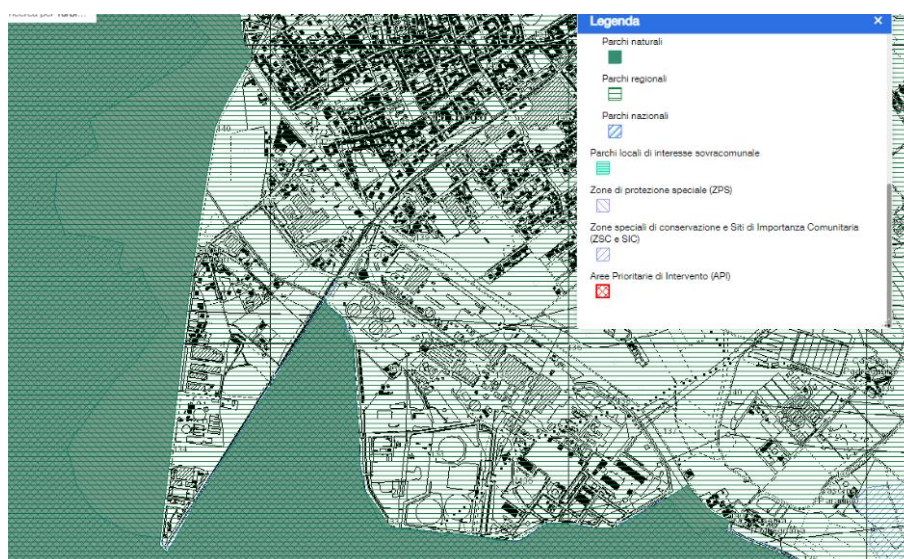 Legenda ×
Parchi naturali
Parchi regionali
Parchi nazionali
Parchi locali di interesse sovracomunale
Zone di protezione speciale (ZPS)
Zone speciali di conservazione e Siti di Importanza Comunitaria
(ZSC e SIC)
Aree Prioritarie di Intervento (API)
140